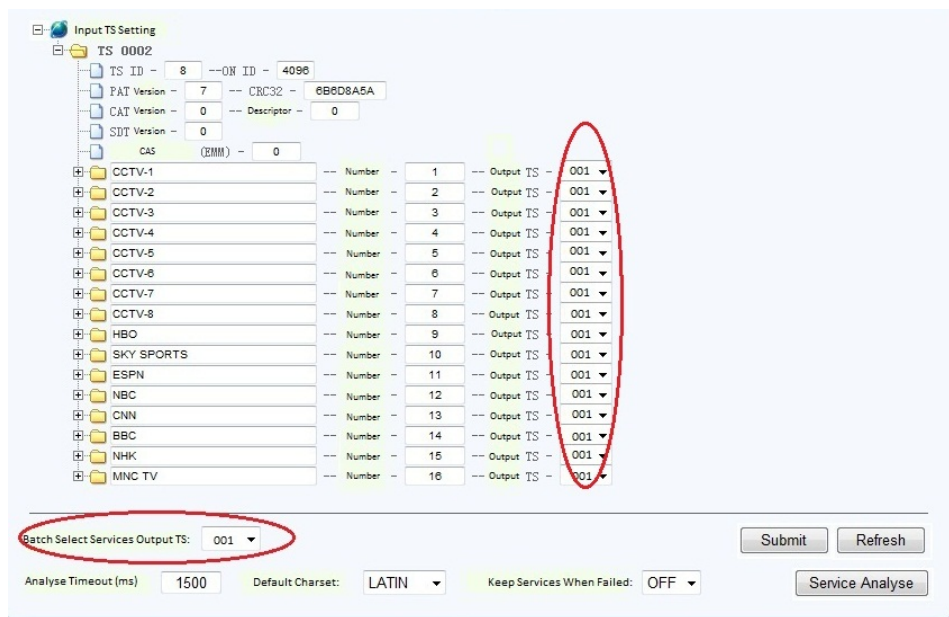 Input TS Setting
TS 0002
TS ID - 8 --ON ID - 4096
PAT Version - 7 -- CRC32 - 6B6D8A5A
CAT Version - 0 -- Descriptor - 0
SDT Version - 0
CAS (EMM) - 0
CCTV-1 -- Number - 1 -- Output TS - 001
CCTV-2 -- Number - 2 -- Output TS - 001
CCTV-3 -- Number - 3 -- Output TS - 001
CCTV-4 -- Number - 4 -- Output TS - 001
CCTV-5 -- Number - 5 -- Output TS - 001
CCTV-6 -- Number - 6 -- Output TS - 001
CCTV-7 -- Number - 7 -- Output TS - 001
CCTV-8 -- Number - 8 -- Output TS - 001
HBO -- Number - 9 -- Output TS - 001
SKY SPORTS -- Number - 10 -- Output TS - 001
ESPN -- Number - 11 -- Output TS - 001
NBC -- Number - 12 -- Output TS - 001
CNN -- Number - 13 -- Output TS - 001
BBC -- Number - 14 -- Output TS - 001
NHK -- Number - 15 -- Output TS - 001
MNC TV -- Number - 16 -- Output TS - 001
Batch Select Services Output TS: 001 Submit Refresh
Analyse Timeout (ms) 1500 Default Charset: LATIN Keep Services When Failed: OFF Service Analyse